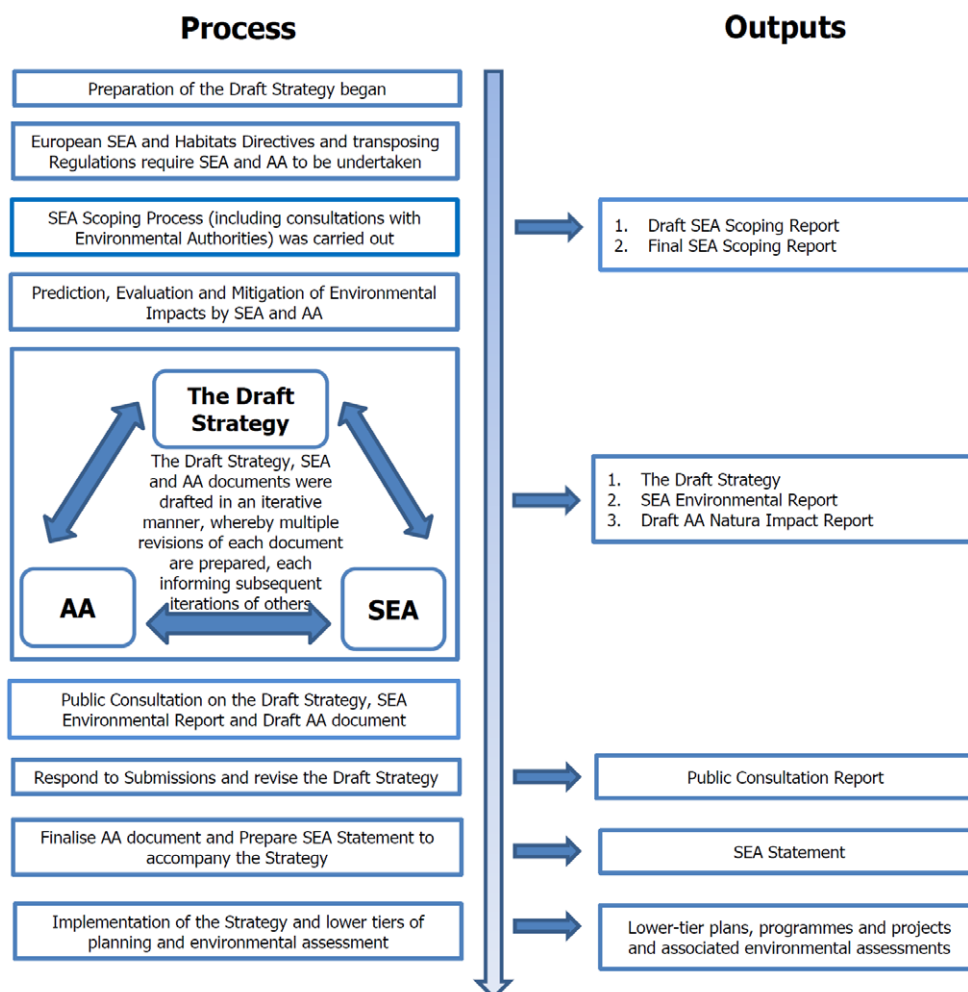 Process
Outputs
Preparation of the Draft Strategy began
European SEA and Habitats Directives and transposing
Regulations require SEA and AA to be undertaken
SEA Scoping Process (including consultations with
Environmental Authorities) was carried out
1. Draft SEA Scoping Report
2. Final SEA Scoping Report
Prediction, Evaluation and Mitigation of Environmental
Impacts by SEA and AA
The Draft
Strategy
The Draft Strategy, SEA
and AA documents were
drafted in an iterative
manner, whereby multiple
revisions of each document
are prepared, each
informing subsequent
iterations of others
AA
SEA
1. The Draft Strategy
2. SEA Environmental Report
3. Draft AA Natura Impact Report
Public Consultation on the Draft Strategy, SEA
Environmental Report and Draft AA document
Respond to Submissions and revise the Draft Strategy
Public Consultation Report
Finalise AA document and Prepare SEA Statement to
accompany the Strategy
SEA Statement
Implementation of the Strategy and lower tiers of
planning and environmental assessment
Lower-tier plans, programmes and projects
and associated environmental assessments